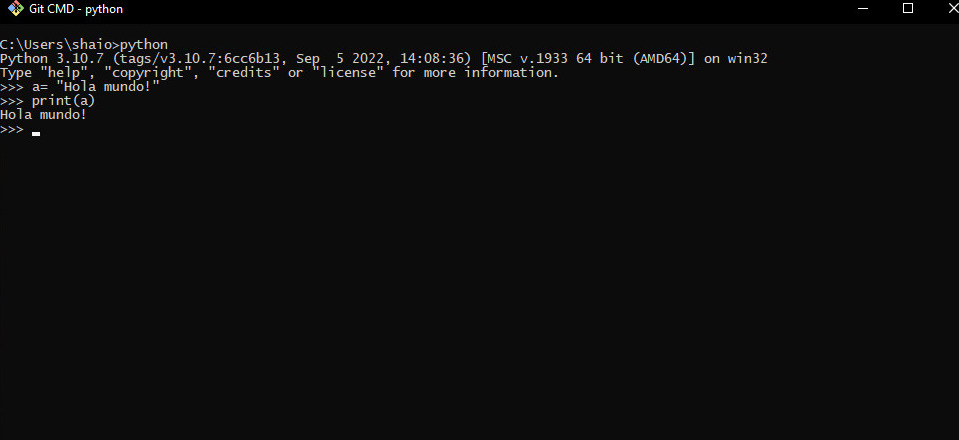 Git CMD - python
C:\Users\shaio>python
Python 3.10.7 (tags/v3.10.7:6cc6b13, Sep  5 2022, 14:08:36) [MSC v.1933 64 bit (AMD64)] on win32
Type "help", "copyright", "credits" or "license" for more information.
>>> a= "Hola mundo!"
>>> print(a)
Hola mundo!
>>>